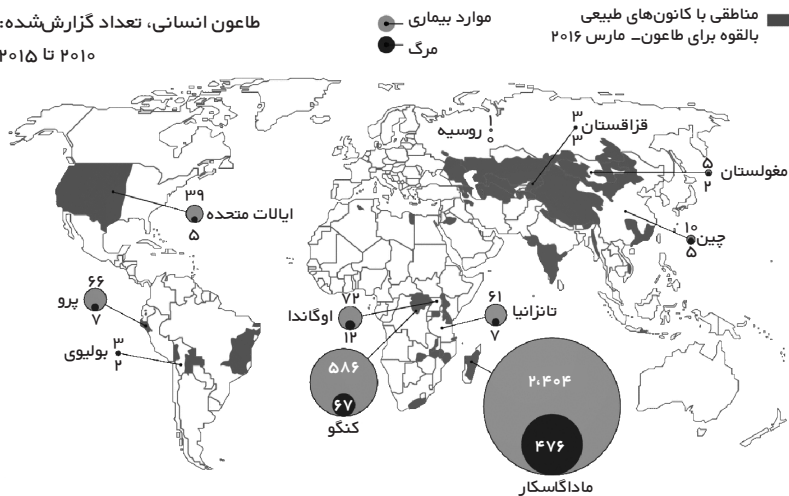 طاعون انسانی، تعداد گزارش‌شده:
۲۰۱۰ تا ۲۰۱۵
موارد بیماری
مرگ
مناطقی با کانون‌های طبیعی
بالقوه برای طاعون– مارس ۲۰۱۶
۱
روسیه
۰
۳
قزاقستان
۳
۵
مغولستان
۲
۱۰
چین
۵
۳۹
ایالات متحده
۵
۶۶
پرو
۷
۳
بولیوی
۲
۷۲
اوگاندا
۱۲
۶۱
تانزانیا
۷
۵۸۶
۶۷
کنگو
۲،۴۰۴
۴۷۶
ماداگاسکار